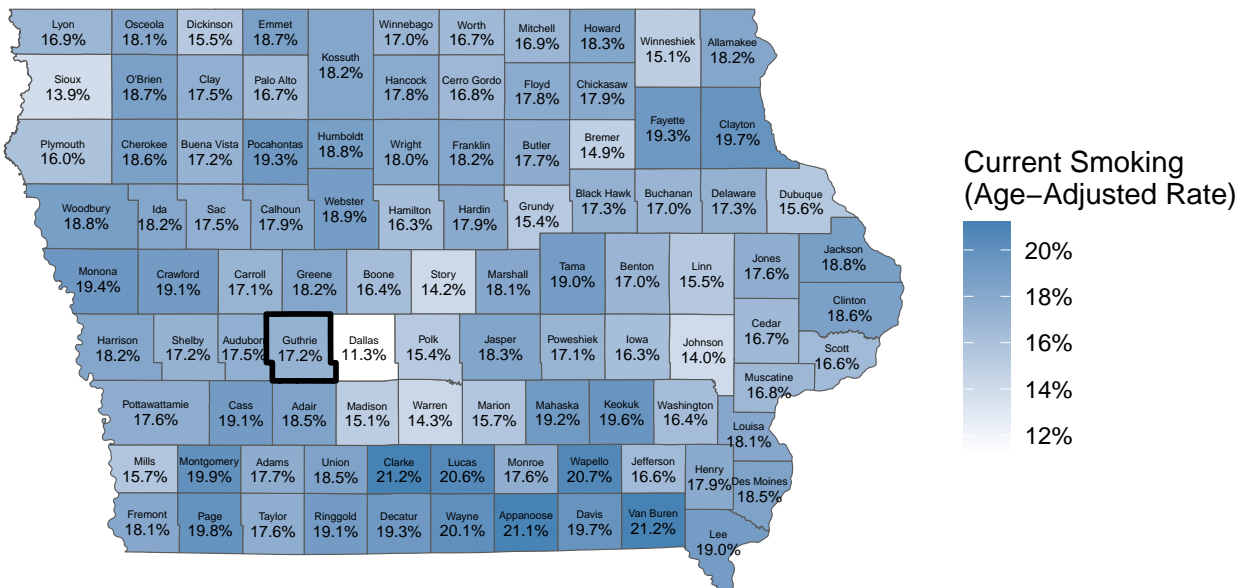 Lyon
16.9%
Osceola
18.1%
Dickinson
15.5%
Emmet
18.7%
Kossuth
18.2%
Winnebago
17.0%
Worth
16.7%
Mitchell
16.9%
Howard
18.3%
Winneshiek
15.1%
Allamakee
18.2%
Sioux
13.9%
O'Brien
18.7%
Clay
17.5%
Palo Alto
16.7%
Hancock
17.8%
Cerro Gordo
16.8%
Floyd
17.8%
Chickasaw
17.9%
Fayette
19.3%
Clayton
19.7%
Plymouth
16.0%
Cherokee
18.6%
Buena Vista
17.2%
Pocahontas
19.3%
Humboldt
18.8%
Wright
18.0%
Franklin
18.2%
Butler
17.7%
Bremer
14.9%
Woodbury
18.8%
Ida
18.2%
Sac
17.5%
Calhoun
17.9%
Webster
18.9%
Hamilton
16.3%
Hardin
17.9%
Grundy
15.4%
Black Hawk
17.3%
Buchanan
17.0%
Delaware
17.3%
Dubuque
15.6%
Monona
19.4%
Crawford
19.1%
Carroll
17.1%
Greene
18.2%
Boone
16.4%
Story
14.2%
Marshall
18.1%
Tama
19.0%
Benton
17.0%
Linn
15.5%
Jones
17.6%
Jackson
18.8%
Clinton
18.6%
Harrison
18.2%
Shelby
17.2%
Audubon
17.5%
Guthrie
17.2%
Dallas
11.3%
Polk
15.4%
Jasper
18.3%
Poweshiek
17.1%
Iowa
16.3%
Johnson
14.0%
Cedar
16.7%
Scott
16.6%
Muscatine
16.8%
Pottawattamie
17.6%
Cass
19.1%
Adair
18.5%
Madison
15.1%
Warren
14.3%
Marion
15.7%
Mahaska
19.2%
Keokuk
19.6%
Washington
16.4%
Louisa
18.1%
Mills
15.7%
Montgomery
19.9%
Adams
17.7%
Union
18.5%
Clarke
21.2%
Lucas
20.6%
Monroe
17.6%
Wapello
20.7%
Jefferson
16.6%
Henry
17.9%
Des Moines
18.5%
Fremont
18.1%
Page
19.8%
Taylor
17.6%
Ringgold
19.1%
Decatur
19.3%
Wayne
20.1%
Appanoose
21.1%
Davis
19.7%
Van Buren
21.2%
Lee
19.0%
Current Smoking
(Age−Adjusted Rate)
20%
18%
16%
14%
12%